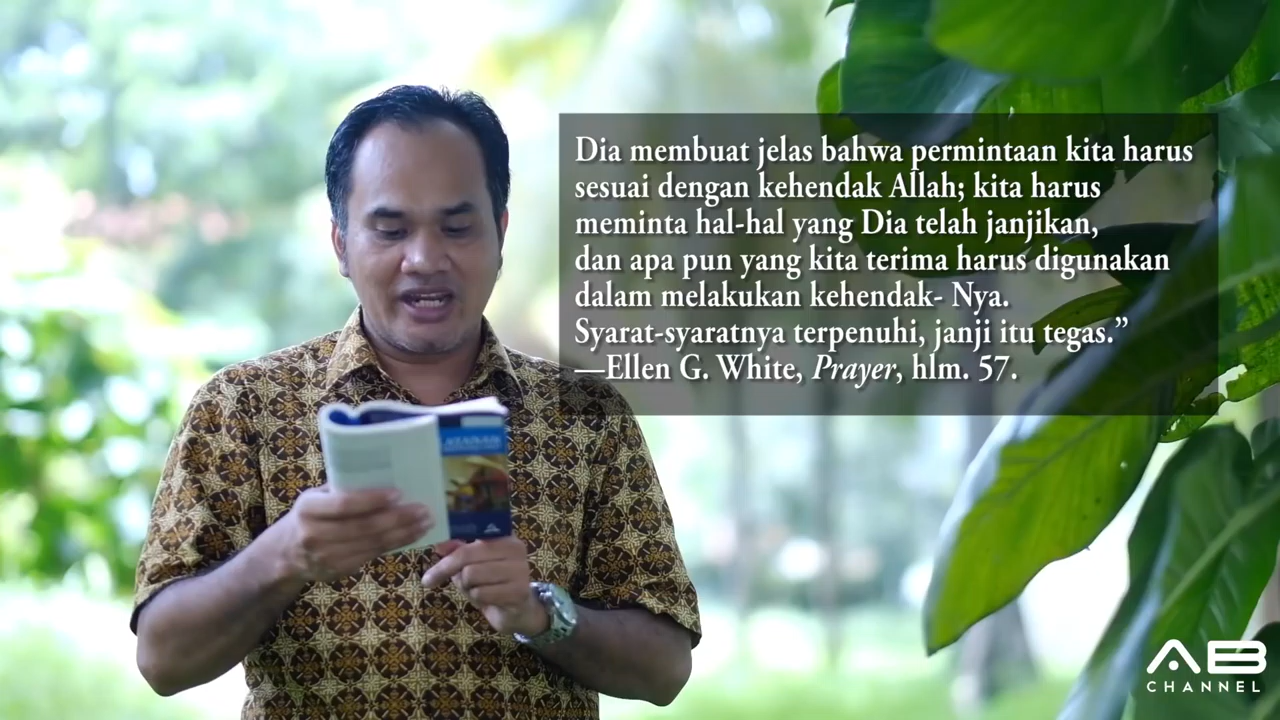 Dia membuat jelas bahwa permintaan kita harus
sesuai dengan kehendak Allah; kita harus
meminta hal-hal yang Dia telah janjikan,
dan apa pun yang kita terima harus digunakan
dalam melakukan kehendak- Nya.
Syarat-syaratnya terpenuhi, janji itu tegas.”
—Ellen G. White, Prayer, hlm. 57.
AB
CHANNEL